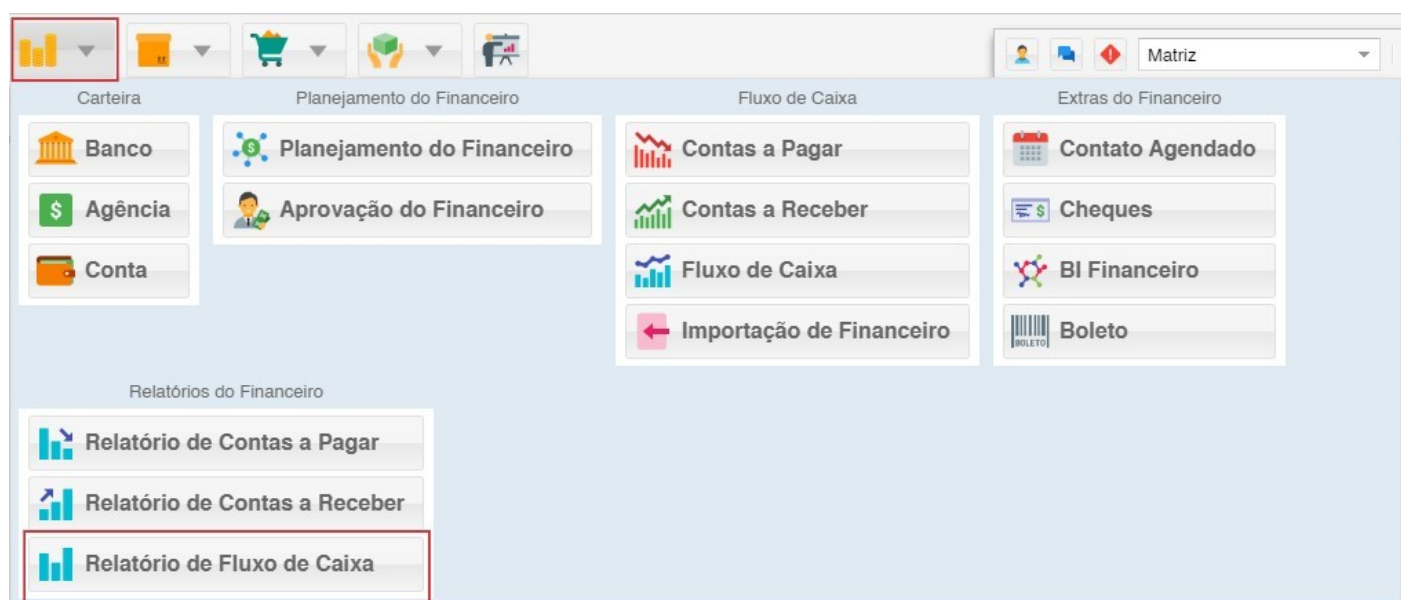 Matriz
Carteira
Banco
Agência
Conta
Planejamento do Financeiro
Planejamento do Financeiro
Aprovação do Financeiro
Fluxo de Caixa
Contas a Pagar
Contas a Receber
Fluxo de Caixa
Importação de Financeiro
Extras do Financeiro
Contato Agendado
Cheques
BI Financeiro
BOLETO
Boleto
Relatórios do Financeiro
Relatório de Contas a Pagar
Relatório de Contas a Receber
Relatório de Fluxo de Caixa